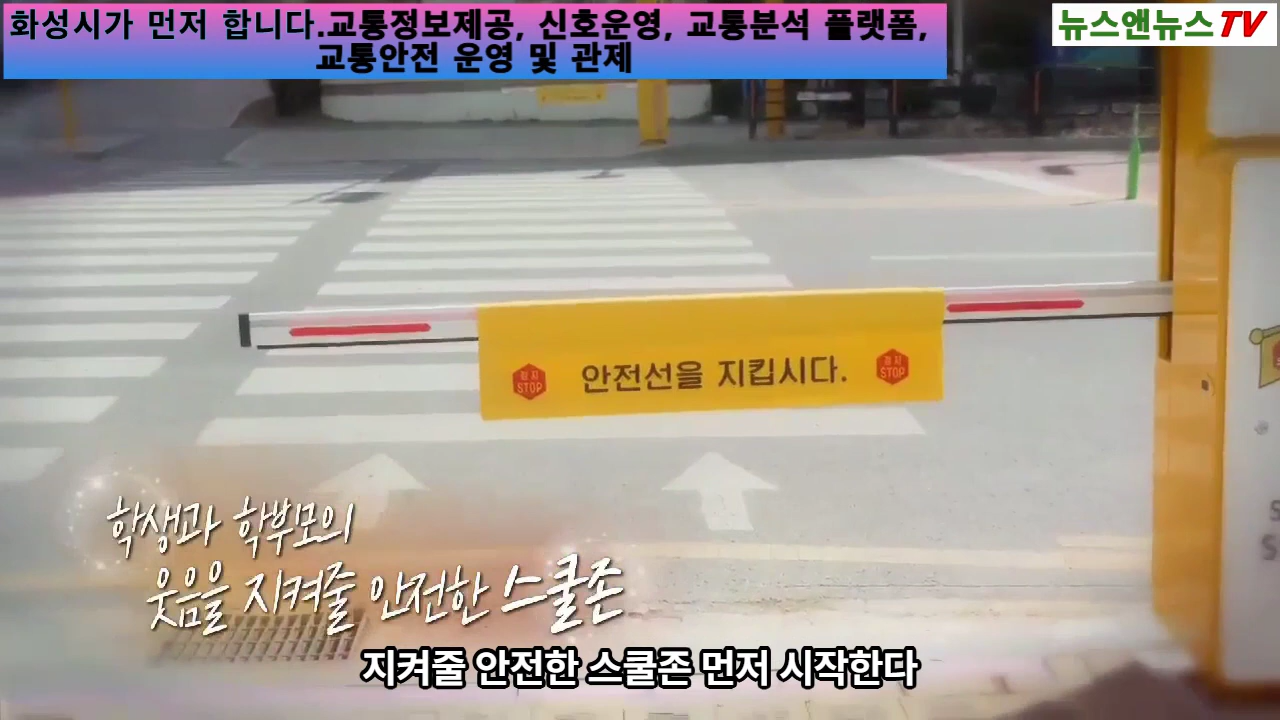 화성시가 먼저 합니다.교통정보제공, 신호운영, 교통분석 플랫폼,
교통안전 운영 및 관제
뉴스앤뉴스TV
정지
STOP
안전선을 지킵시다.
정지
STOP
학생과 학부모의
웃음을 지켜줄 안전한 스쿨존
지켜줄 안전한 스쿨존 먼저 시작한다